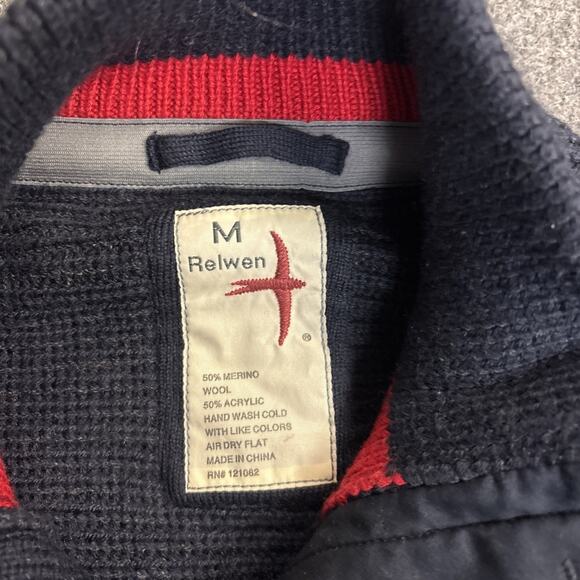 M
Relwen
®
50% MERINO
WOOL
50% ACRYLIC
HAND WASH COLD
WITH LIKE COLORS
AIR DRY FLAT
MADE IN CHINA
RN# 121082